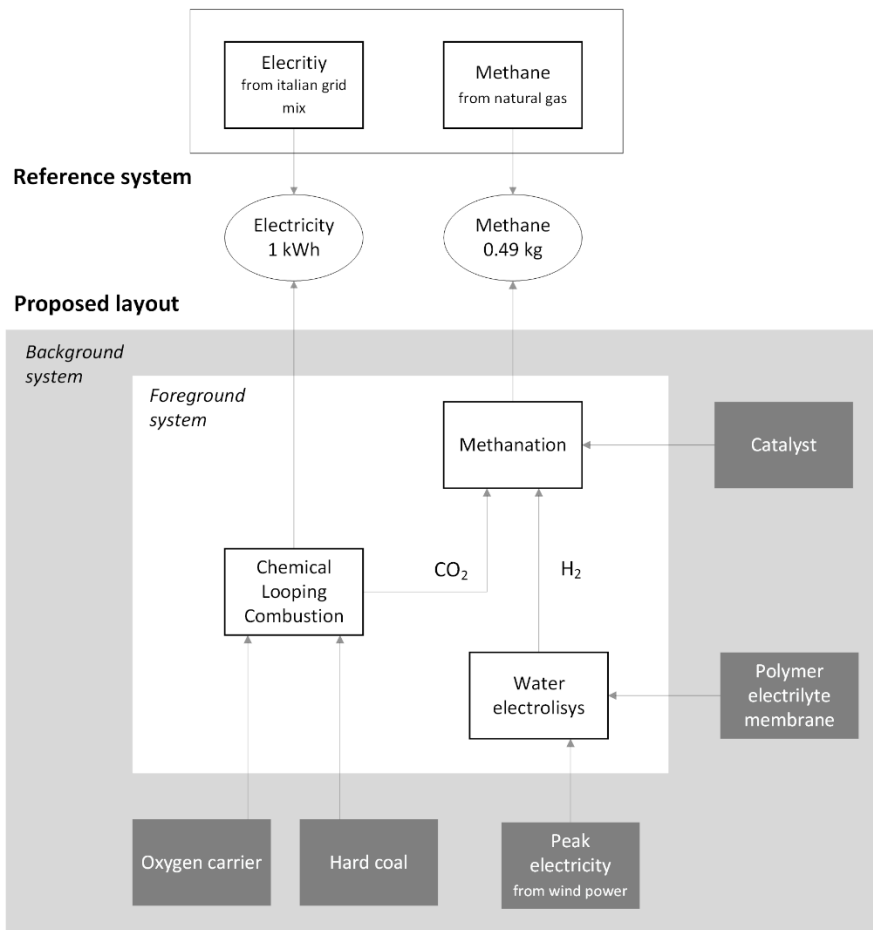 Elecritiy
from italian grid
mix
Methane
from natural gas
Reference system
Electricity
1 kWh
Methane
0.49 kg
Proposed layout
Background
system
Foreground
system
Methanation
Catalyst
Chemical
Looping
Combustion
CO₂
H₂
Water
electrolisys
Polymer
electrilyte
membrane
Oxygen carrier
Hard coal
Peak
electricity
from wind power